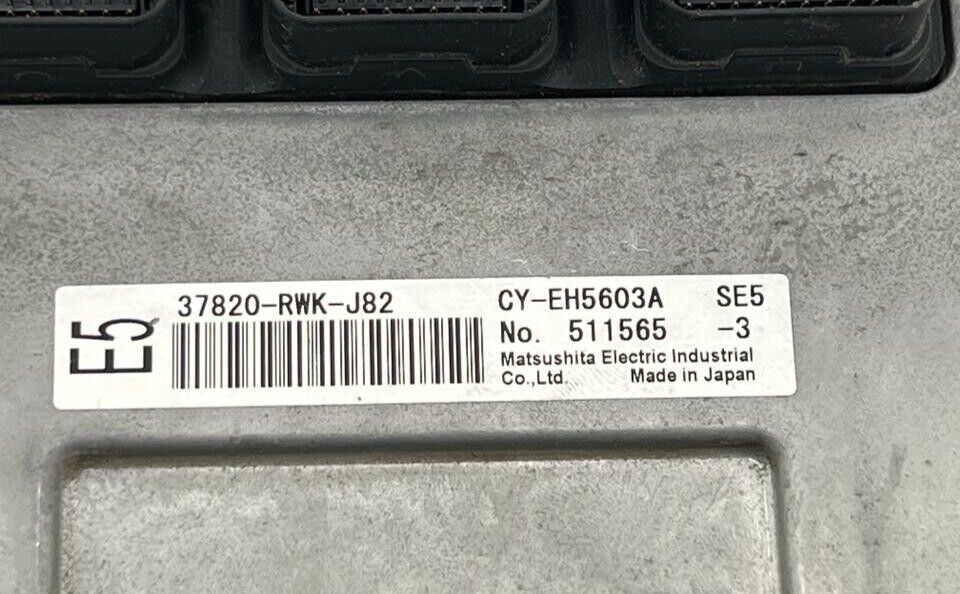 E5
37820-RWK-J82
CY-EH5603A SE5
No. 511565 -3
Matsushita Electric Industrial
Co.,Ltd. Made in Japan